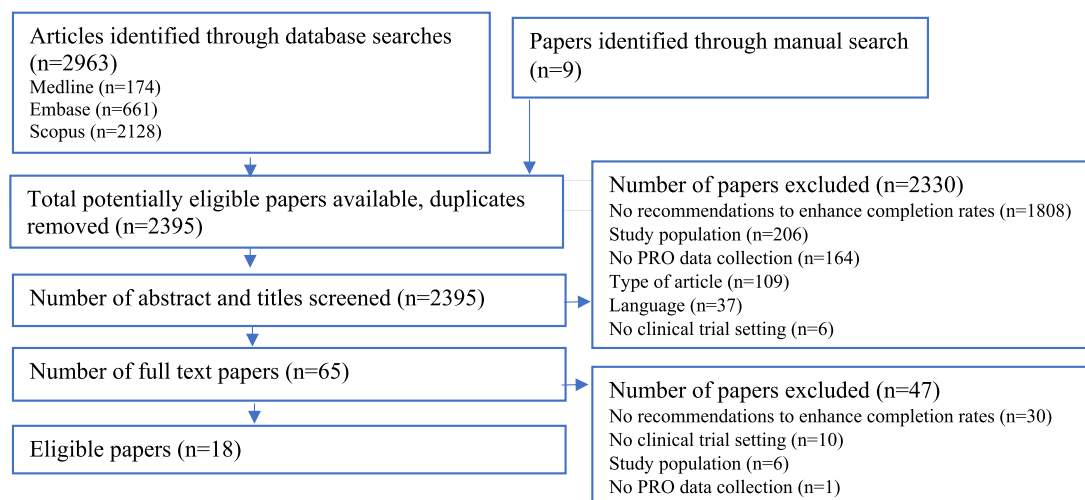 Articles identified through database searches
(n=2963)
Medline (n=174)
Embase (n=661)
Scopus (n=2128)
Papers identified through manual search
(n=9)
Total potentially eligible papers available, duplicates
removed (n=2395)
Number of papers excluded (n=2330)
No recommendations to enhance completion rates (n=1808)
Study population (n=206)
No PRO data collection (n=164)
Type of article (n=109)
Language (n=37)
No clinical trial setting (n=6)
Number of abstract and titles screened (n=2395)
Number of full text papers (n=65)
Number of papers excluded (n=47)
No recommendations to enhance completion rates (n=30)
No clinical trial setting (n=10)
Study population (n=6)
No PRO data collection (n=1)
Eligible papers (n=18)